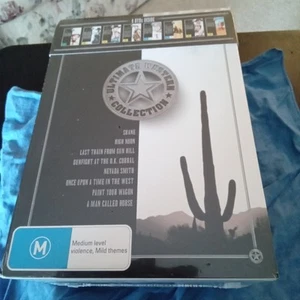 ULTIMATE WESTERN
COLLECTION
SHANE
HIGH NOON
LAST TRAIN FROM GUN HILL
GUNFIGHT AT THE O.K. CORRAL
NEVADA SMITH
ONCE UPON A TIME IN THE WEST
PAINT YOUR WAGON
A MAN CALLED HORSE
M
Medium level
violence, Mild themes